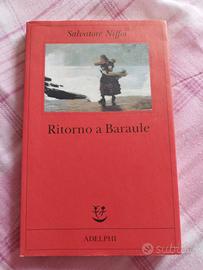 Salvatore Niffoi
Ritorno a Baraule
ADELPHI
subito